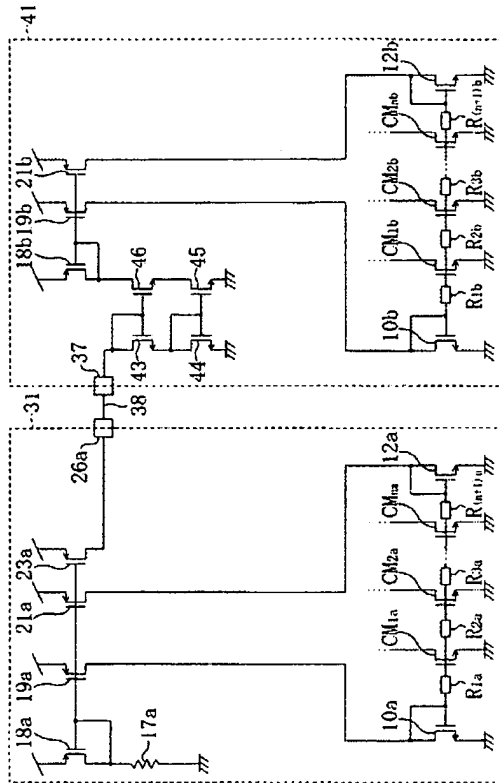 41
18b
19b
21b
46
45
43
44
37
38
10b
R1b
CM1b
R2b
CM2b
R3b
CMnb
R(n+1)b
12b
31
26a
18a
19a
21a
23a
17a
10a
R1a
CM1a
R2a
CM2a
R3a
CMna
12a